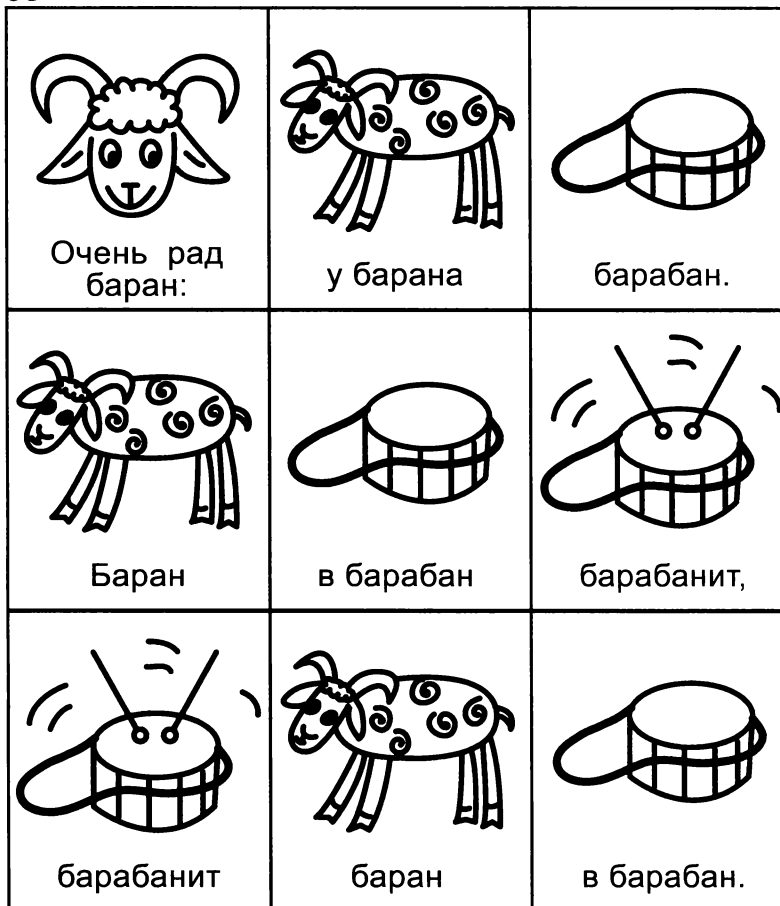 Очень рад
баран:
у барана
барабан.
Баран
в барабан
барабанит,
барабанит
баран
в барабан.